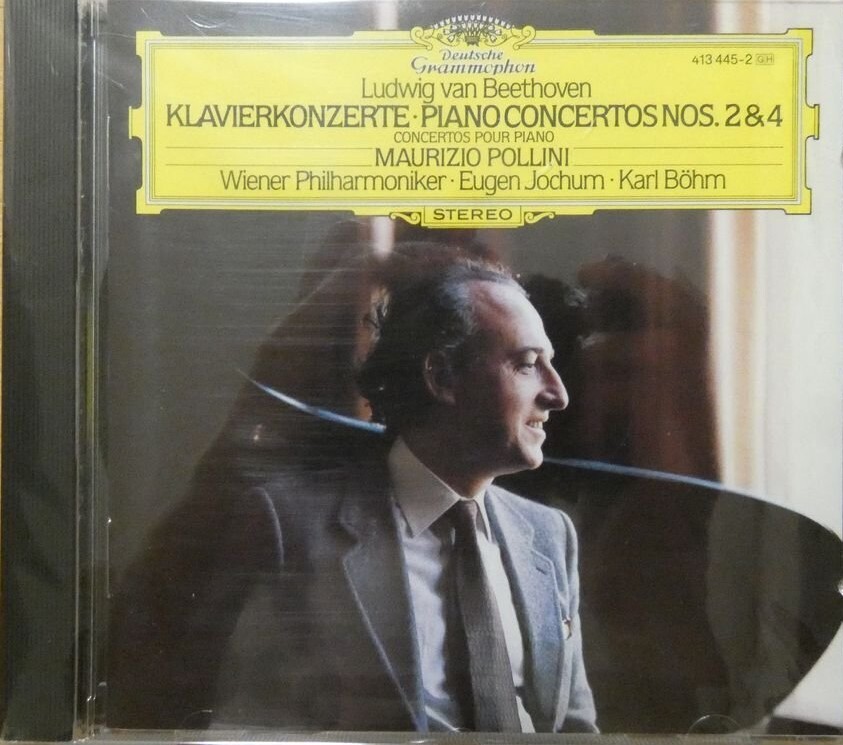 Deutsche
Grammophon
413 445-2 GH
Ludwig van Beethoven
KLAVIERKONZERTE · PIANO CONCERTOS NOS. 2 & 4
CONCERTOS POUR PIANO
MAURIZIO POLLINI
Wiener Philharmoniker · Eugen Jochum · Karl Böhm
STEREO